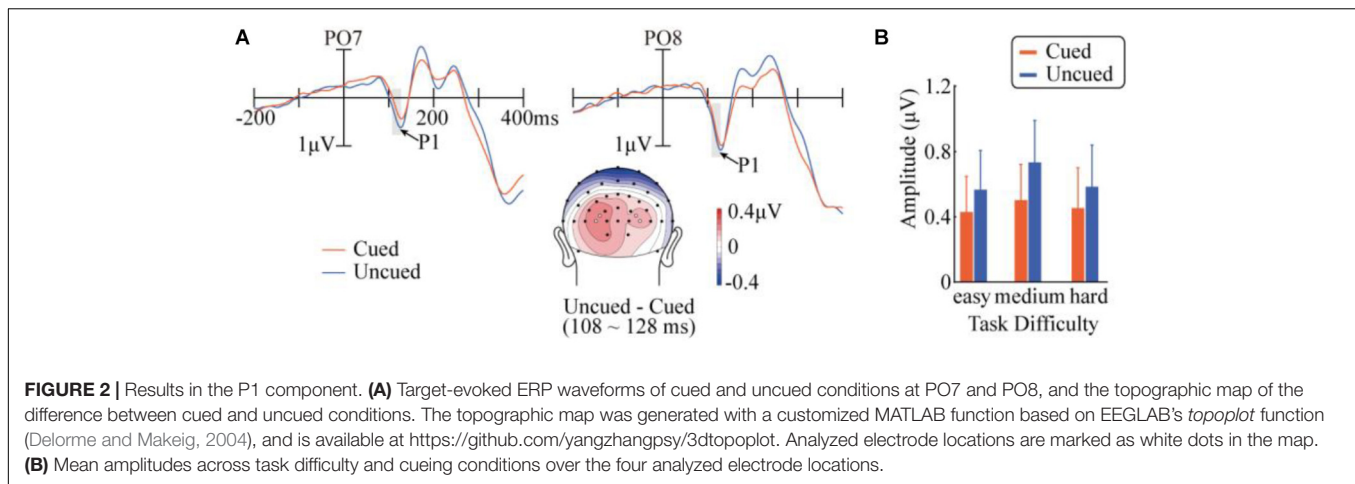 A
PO7
PO8
B
Cued
Uncued
-200
200
400ms
P1
1μV
1μV
P1
Cued
Uncued
0.4μV
0
-0.4
Uncued - Cued
(108 ~ 128 ms)
Amplitude (μV)
1.2
0.8
0.4
0
easy medium hard
Task Difficulty
FIGURE 2 | Results in the P1 component. (A) Target-evoked ERP waveforms of cued and uncued conditions at PO7 and PO8, and the topographic map of the
difference between cued and uncued conditions. The topographic map was generated with a customized MATLAB function based on EEGLAB's topoplot function
(Delorme and Makeig, 2004), and is available at https://github.com/yangzhangpsy/3dtopoplot. Analyzed electrode locations are marked as white dots in the map.
(B) Mean amplitudes across task difficulty and cueing conditions over the four analyzed electrode locations.